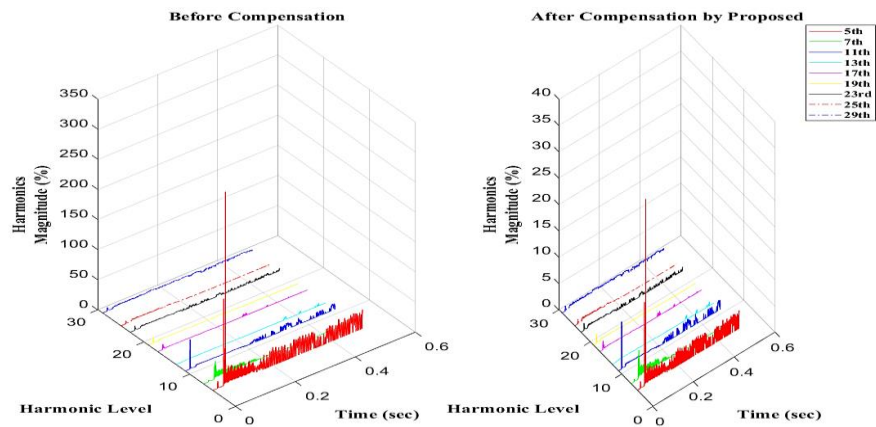 Before Compensation
350
300
250
200
150
100
50
0
Harmonics
Magnitude (%)
30
20
10
0
Harmonic Level
0
0.2
0.4
0.6
Time (sec)
After Compensation by Proposed
40
35
30
25
20
15
10
5
0
Harmonics
Magnitude (%)
30
20
10
0
Harmonic Level
0
0.2
0.4
0.6
Time (sec)
5th
7th
11th
13th
17th
19th
23rd
25th
29th